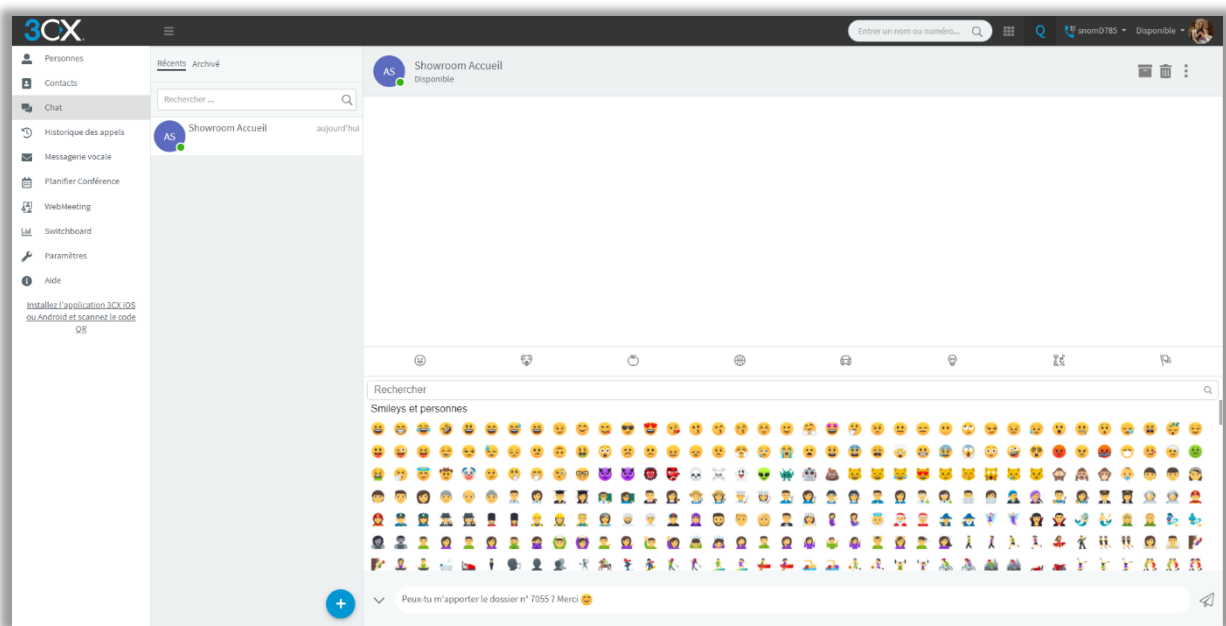 3CX
Entrer un nom ou numéro...
Q
snomD785
Disponible
Personnes
Contacts
Chat
Historique des appels
Messagerie vocale
Planifier Conférence
WebMeeting
Switchboard
Paramètres
Aide
Installez l'application 3CX iOS
ou Android et scannez le code
QR
Récents Archivé
Rechercher ...
AS
Showroom Accueil
aujourd'hui
AS
Showroom Accueil
Disponible
Rechercher
Smileys et personnes
Peux-tu m'apporter le dossier n° 7055 ? Merci 😊